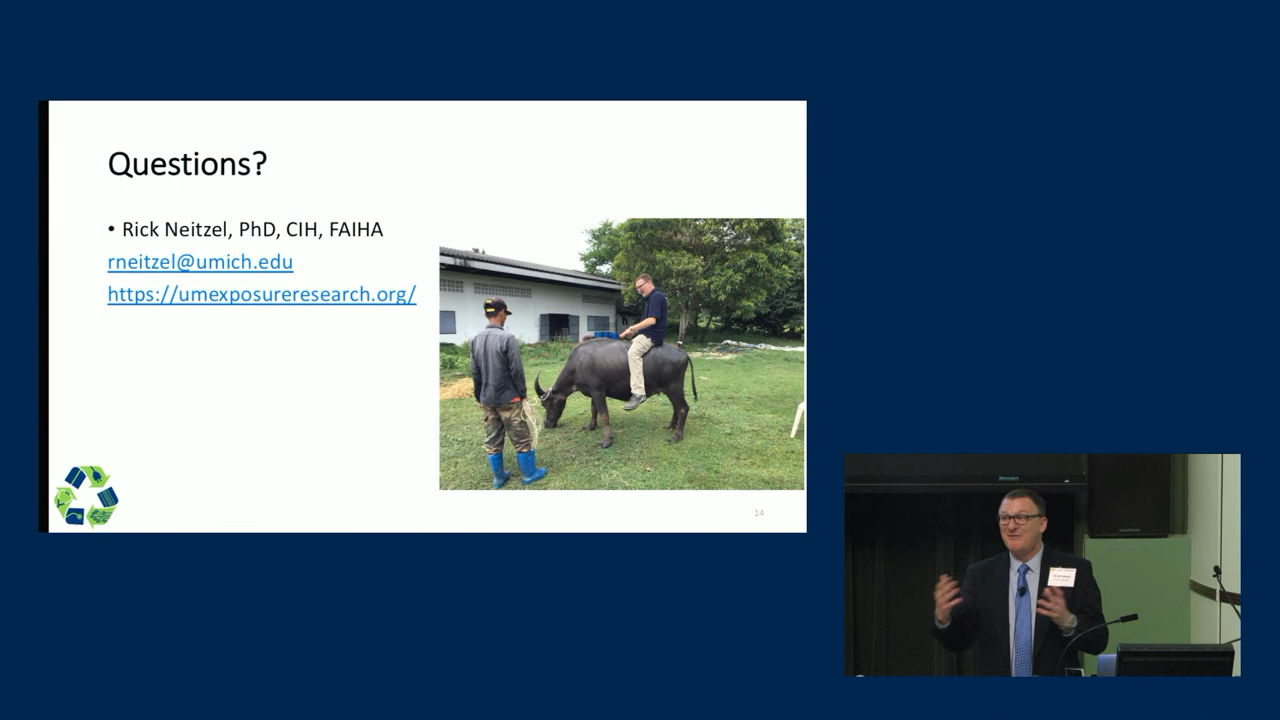 Questions?
• Rick Neitzel, PhD, CIH, FAIHA
rneitzel@umich.edu
https://umexposureresearch.org/
14